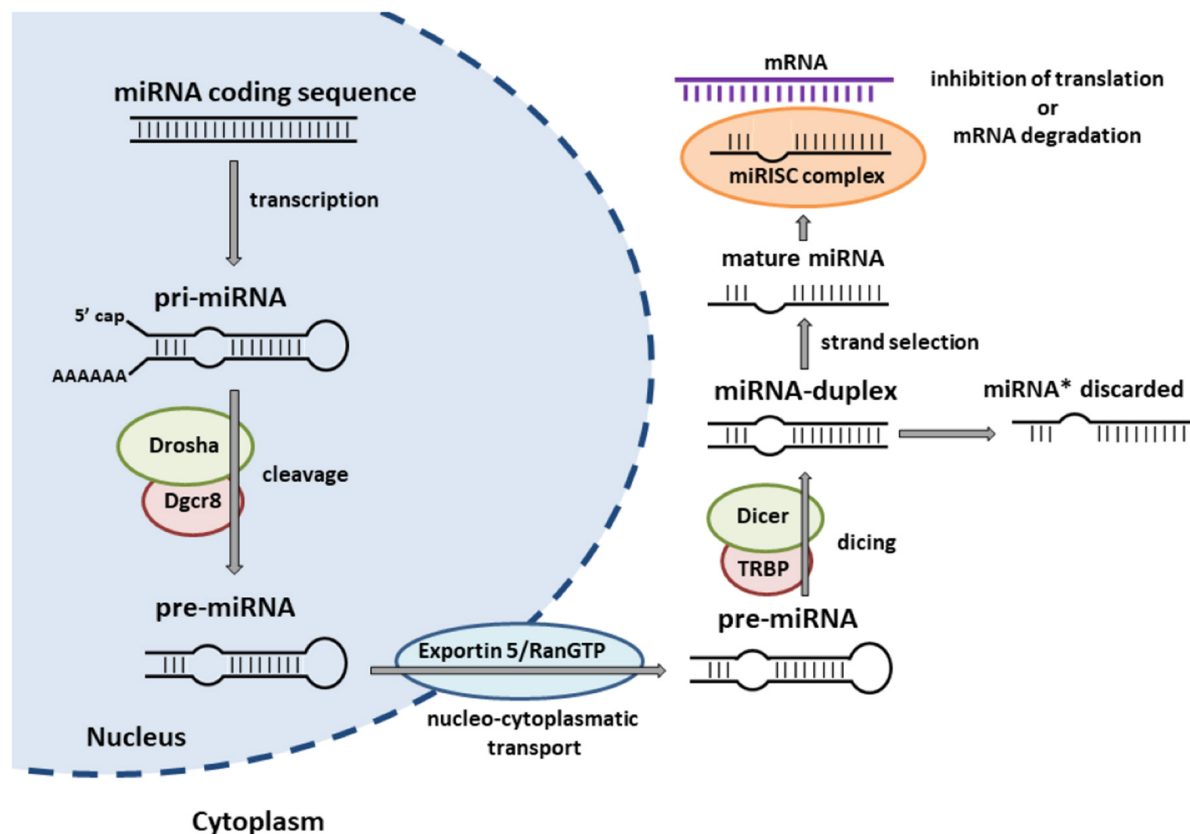 miRNA coding sequence
transcription
pri-miRNA
5’ cap
AAAAAA
Drosha
Dgcr8
cleavage
pre-miRNA
Nucleus
Cytoplasm
Exportin 5/RanGTP
nucleo-cytoplasmatic
transport
pre-miRNA
Dicer
TRBP
dicing
miRNA-duplex
miRNA* discarded
strand selection
mature miRNA
miRISC complex
mRNA
inhibition of translation
or
mRNA degradation